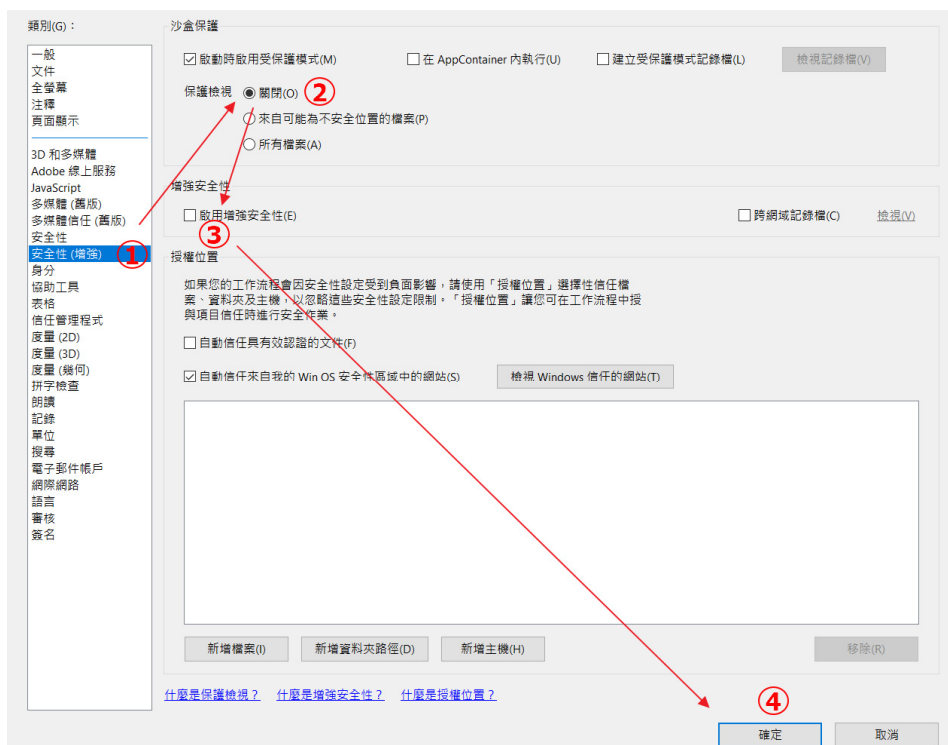 類別(G)：
一般
文件
全螢幕
注釋
頁面顯示
3D 和多媒體
Adobe 線上服務
JavaScript
多媒體 (舊版)
多媒體信任 (舊版)
安全性
安全性 (增強)
①
身分
協助工具
表格
信任管理程式
度量 (2D)
度量 (3D)
度量 (幾何)
拼字檢查
朗讀
記錄
單位
搜尋
電子郵件帳戶
網際網路
語言
審核
簽名
沙盒保護
啟動時啟用受保護模式(M) 在 AppContainer 內執行(U) 建立受保護模式記錄檔(L) 檢視記錄檔(V)
保護檢視 關閉(O) ②
來自可能為不安全位置的檔案(P)
所有檔案(A)
增強安全性
啟用增強安全性(E) 跨網域記錄檔(C) 檢視(V)
③
授權位置
如果您的工作流程會因安全性設定受到負面影響，請使用「授權位置」選擇性信任檔
案、資料夾及主機，以忽略這些安全性設定限制。「授權位置」讓您可在工作流程中授
與項目信任時進行安全作業。
自動信任具有效認證的文件(F)
自動信任來自我的 Win OS 安全性區域中的網站(S) 檢視 Windows 信任的網站(T)
新增檔案(I) 新增資料夾路徑(D) 新增主機(H) 移除(R)
什麼是保護檢視？ 什麼是增強安全性？ 什麼是授權位置？
④
確定 取消